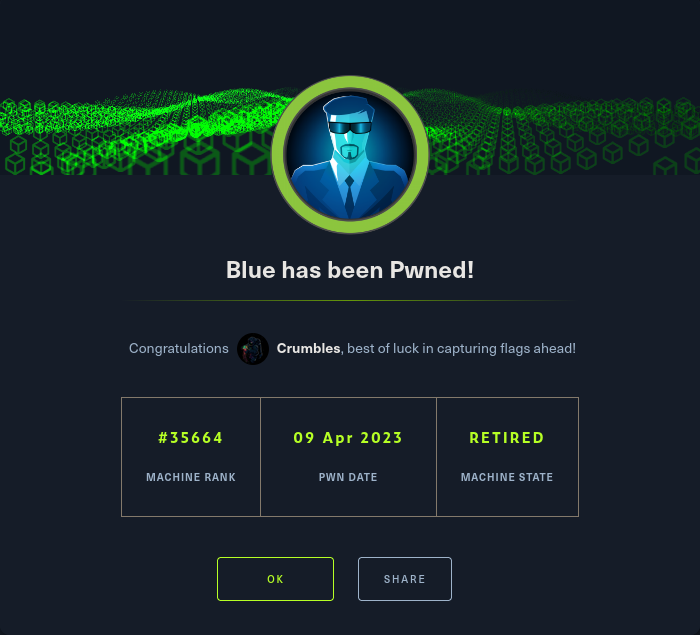 Blue has been Pwned!
Congratulations Crumbles, best of luck in capturing flags ahead!
#35664 09 Apr 2023 RETIRED
MACHINE RANK PWN DATE MACHINE STATE
OK SHARE